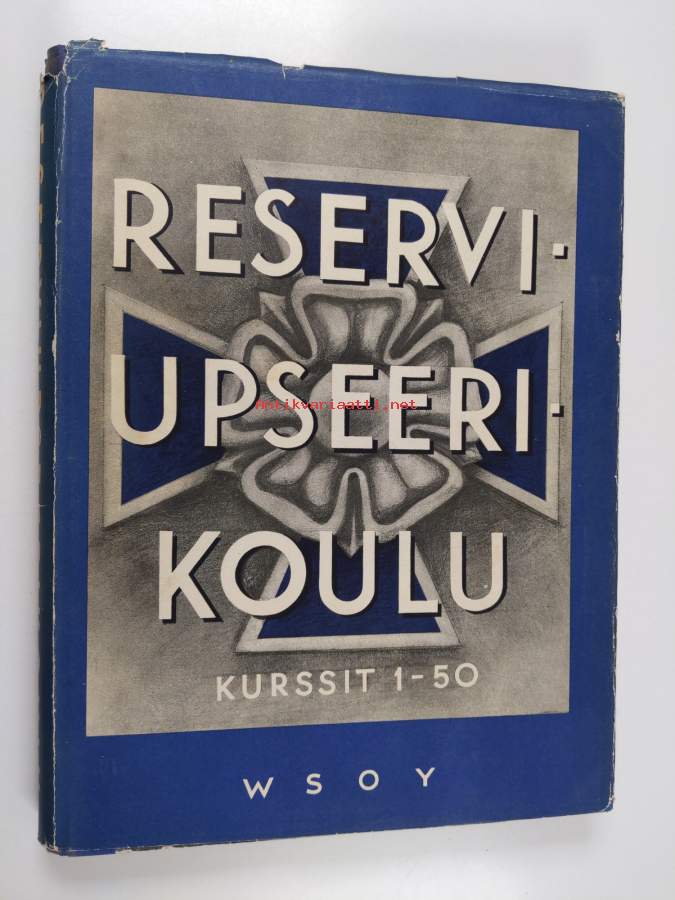 RESERVI-
UPSEERI-
KOULU
KURSSIT 1-50
WSOY
Antikvariaatti.net